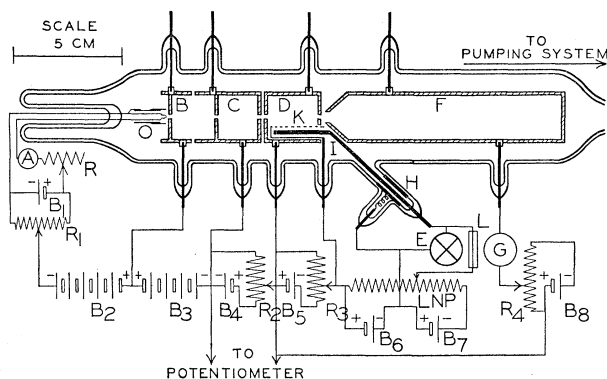 SCALE
5 CM
TO
PUMPING SYSTEM
B
C
D
K
F
O
I
H
A
R
B1
R1
L
E
G
B2
B3
B4
R2
B5
R3
LNP
B6
B7
R4
B8
TO
POTENTIOMETER